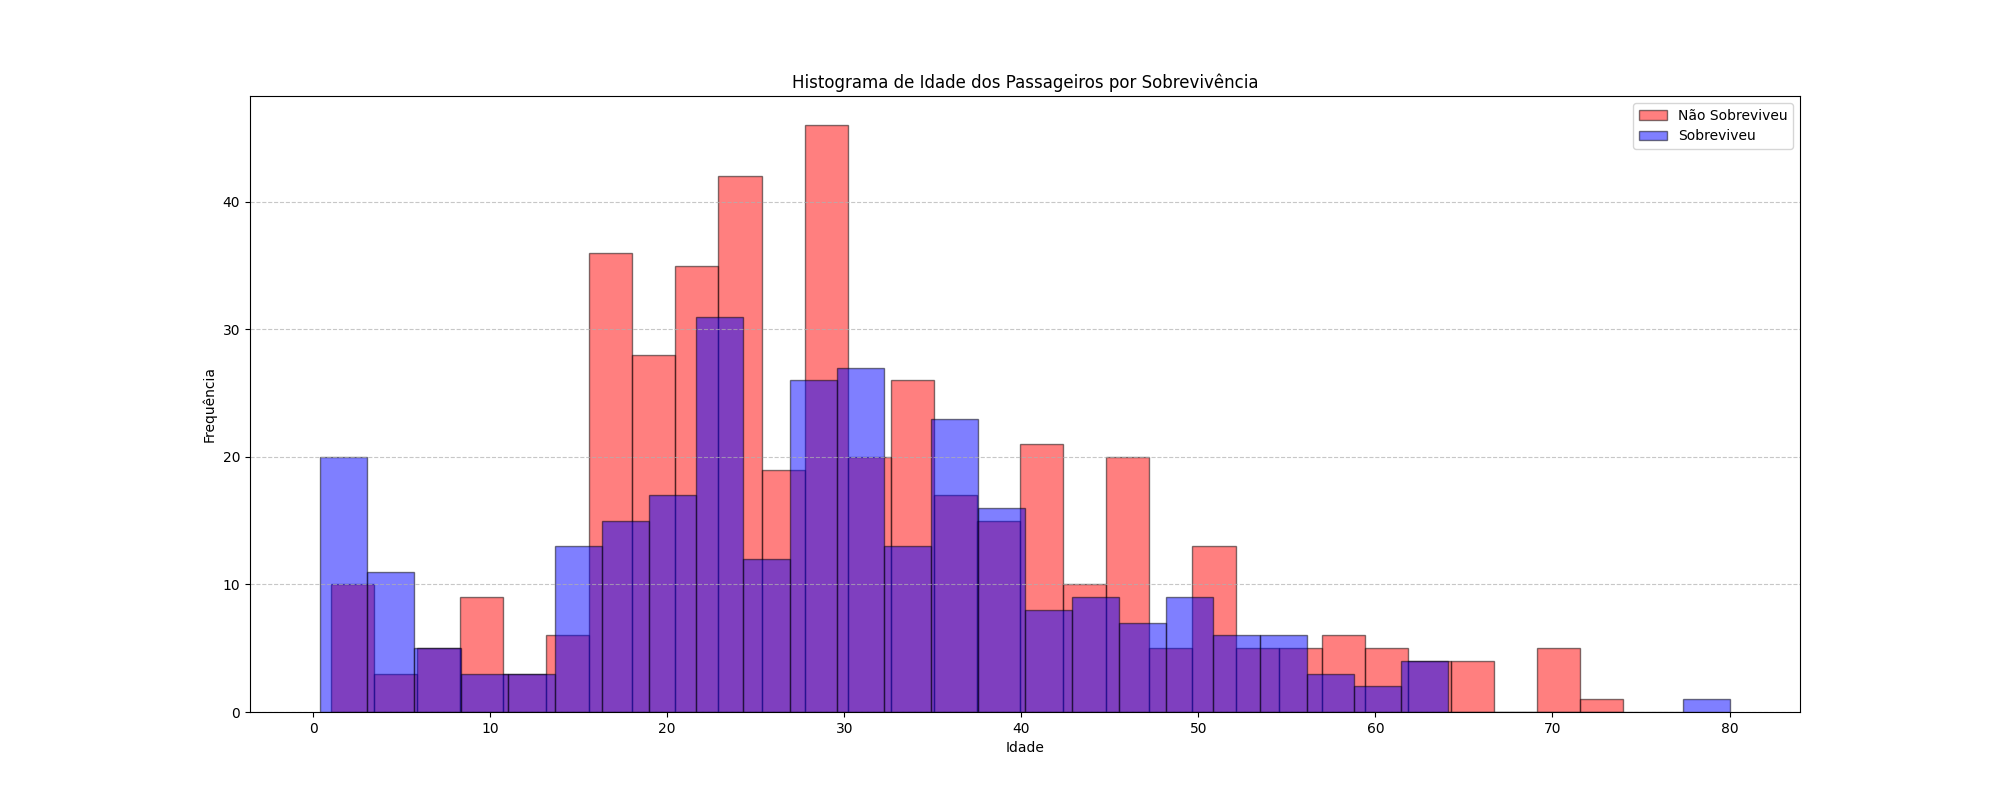 Histograma de Idade dos Passageiros por Sobrevivência
Não Sobreviveu
Sobreviveu
Frequência
40
30
20
10
0
0 10 20 30 40 50 60 70 80
Idade